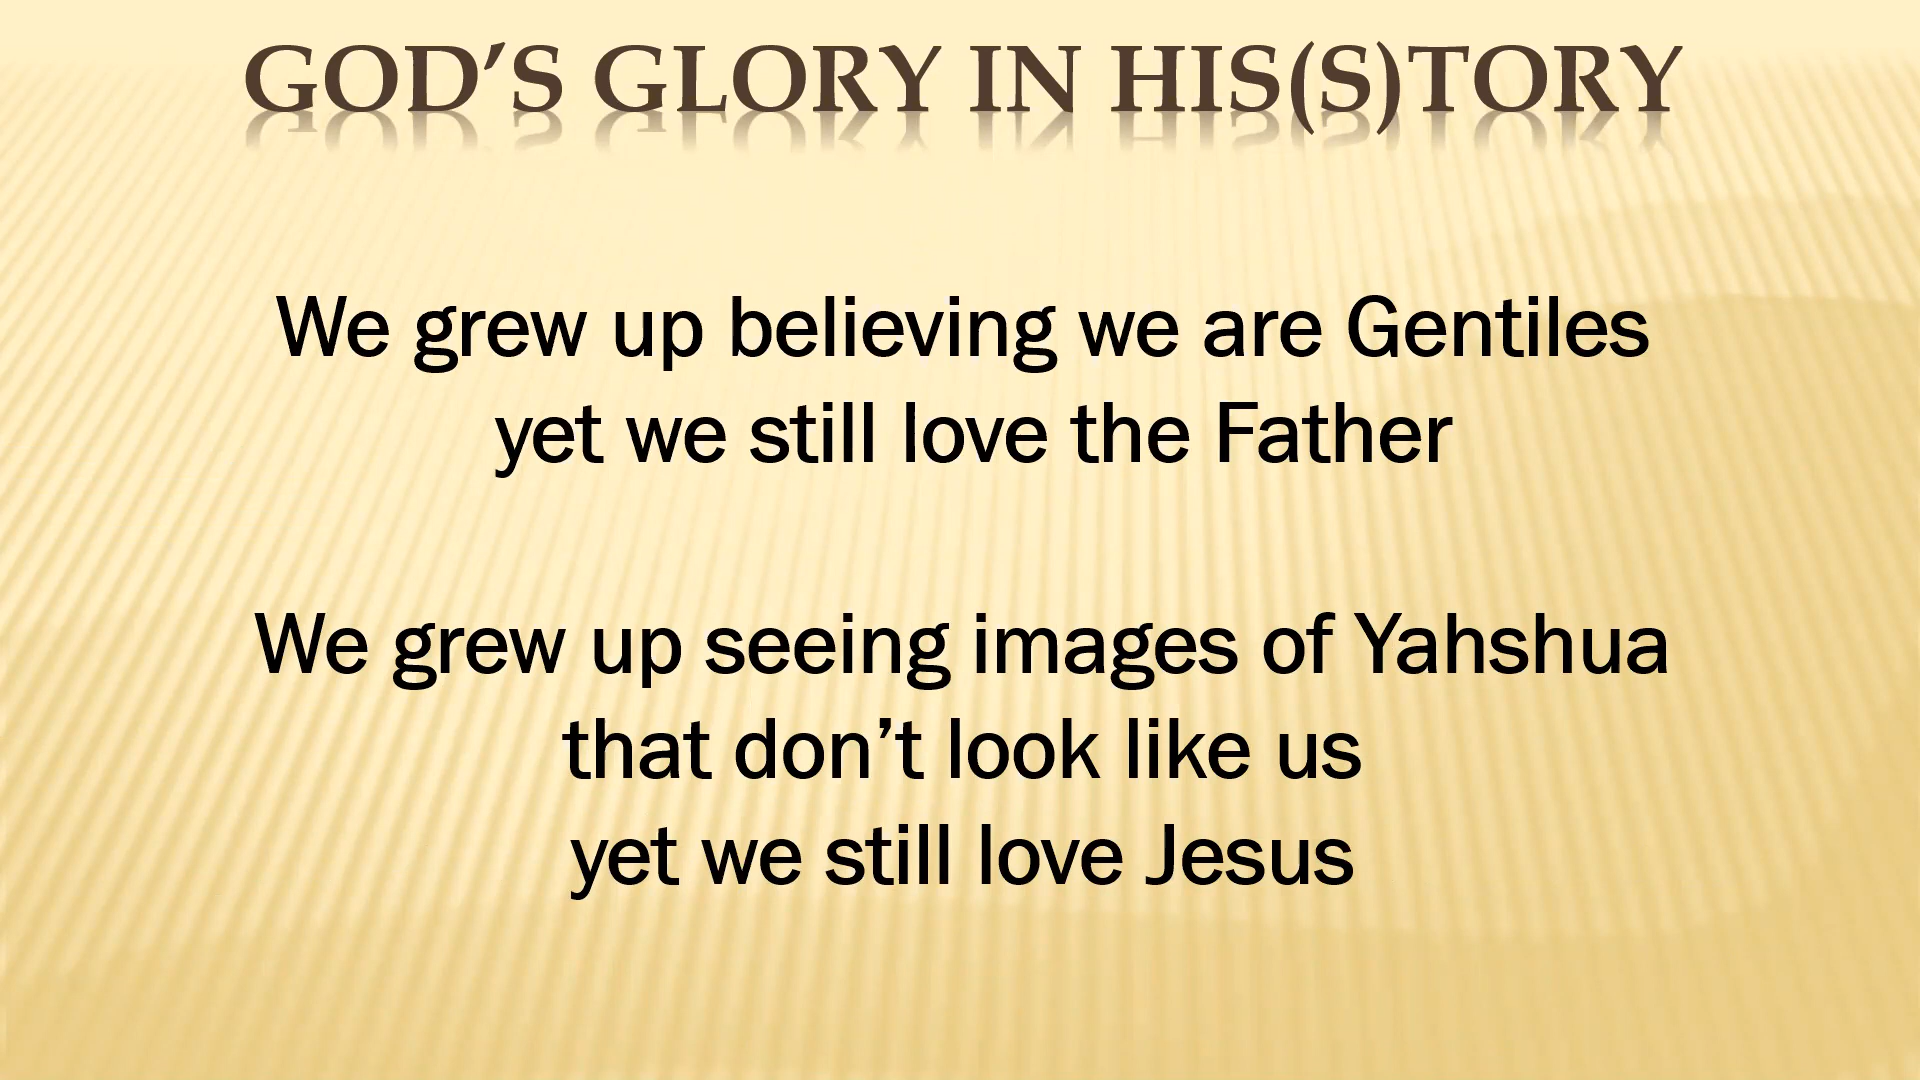 GOD’S GLORY IN HIS(S)TORY
We grew up believing we are Gentiles
yet we still love the Father
We grew up seeing images of Yahshua
that don’t look like us
yet we still love Jesus